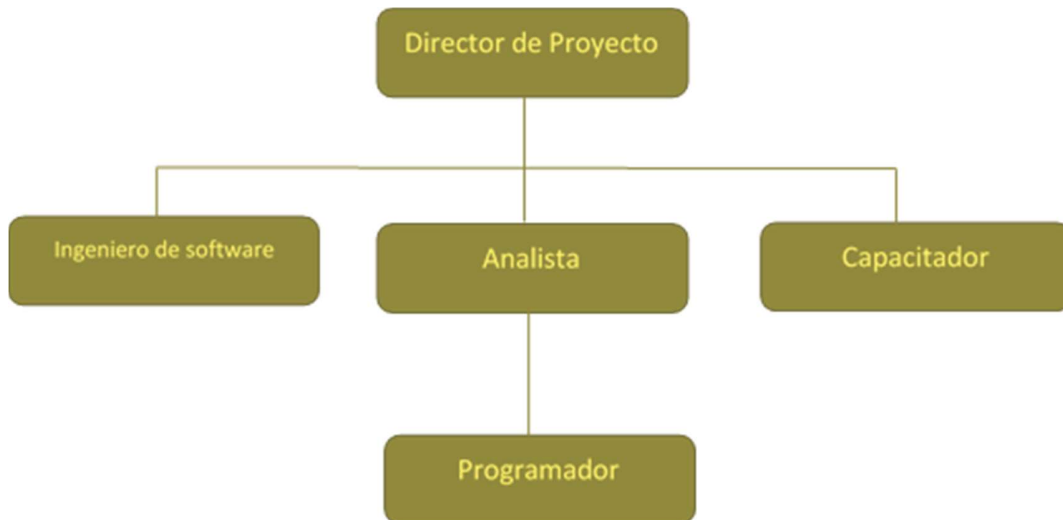 Director de Proyecto
Ingeniero de software
Analista
Capacitador
Programador